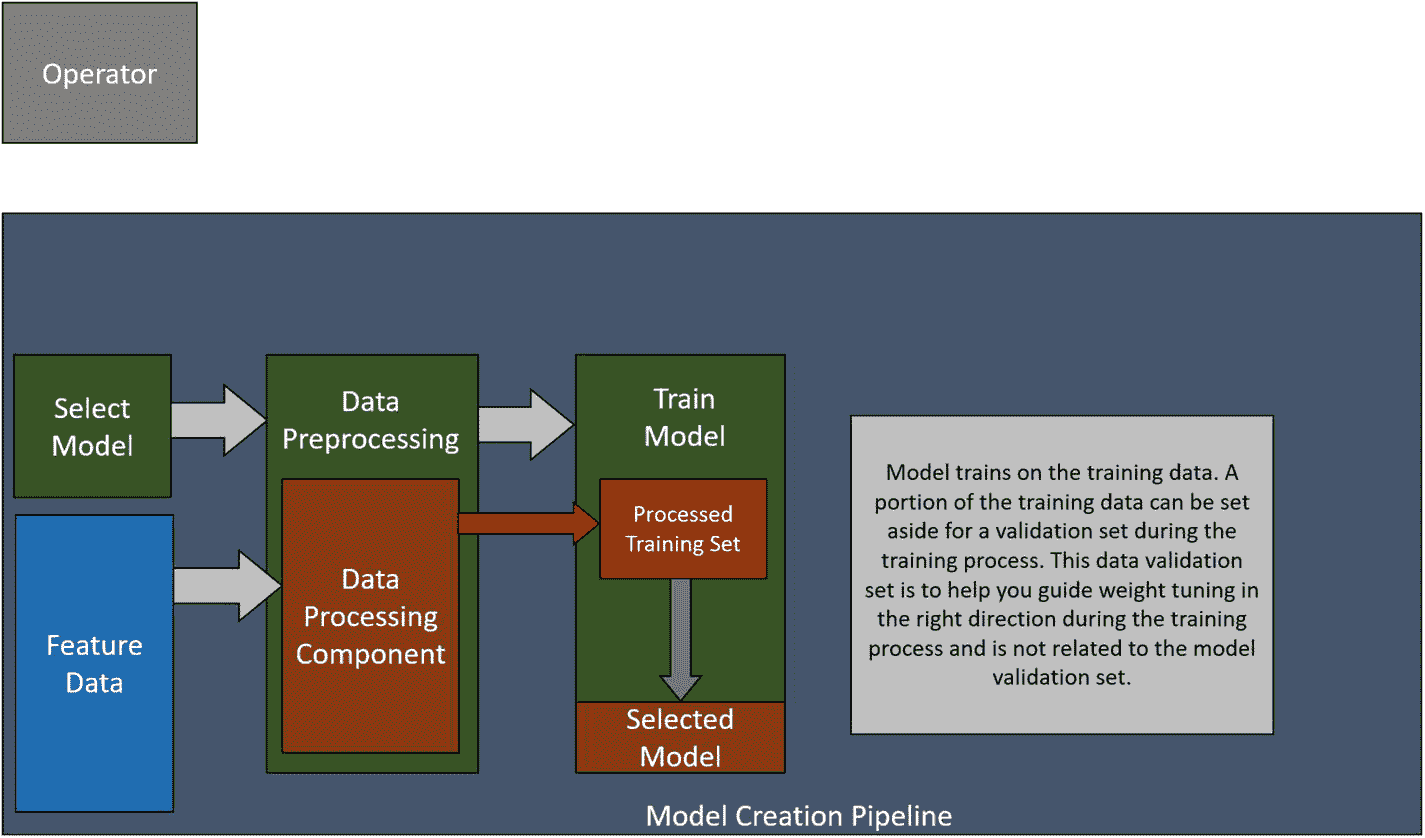 Operator
Select
Model
Data
Preprocessing
Train
Model
Feature
Data
Data
Processing
Component
Processed
Training Set
Selected
Model
Model trains on the training data. A
portion of the training data can be set
aside for a validation set during the
training process. This data validation
set is to help you guide weight tuning in
the right direction during the training
process and is not related to the model
validation set.
Model Creation Pipeline